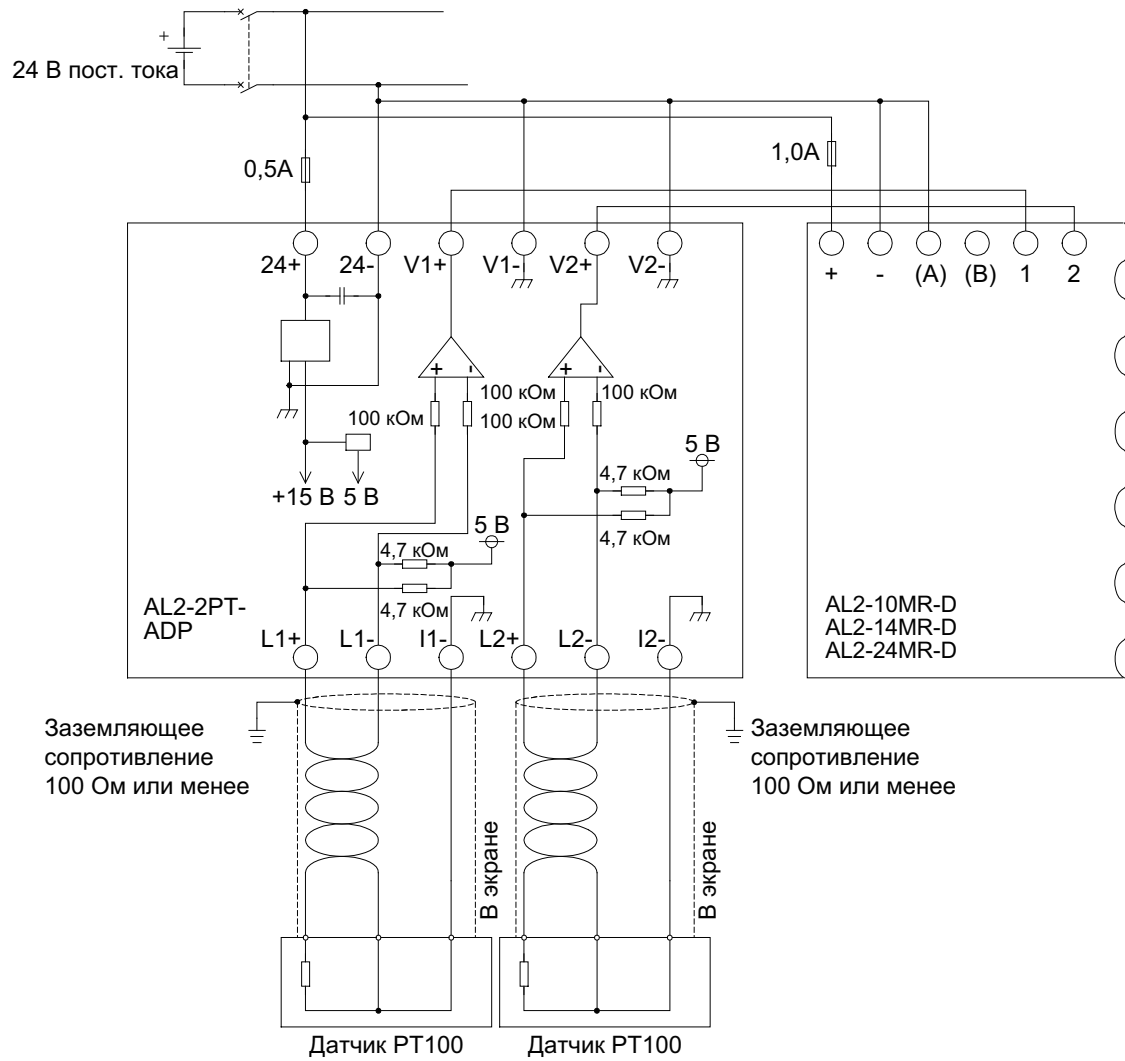 +
24 В пост. тока
0,5А
1,0А
24+ 24- V1+ V1- V2+ V2-
+ - (A) (B) 1 2
+ - + -
100 кОм 100 кОм
100 кОм 100 кОм
5 В
4,7 кОм
+15 В 5 В
5 В
4,7 кОм
4,7 кОм
4,7 кОм
AL2-2PT-
ADP
AL2-10MR-D
AL2-14MR-D
AL2-24MR-D
L1+ L1- I1- L2+ L2- I2-
Заземляющее
сопротивление
100 Ом или менее
Заземляющее
сопротивление
100 Ом или менее
В экране
В экране
Датчик PT100
Датчик PT100